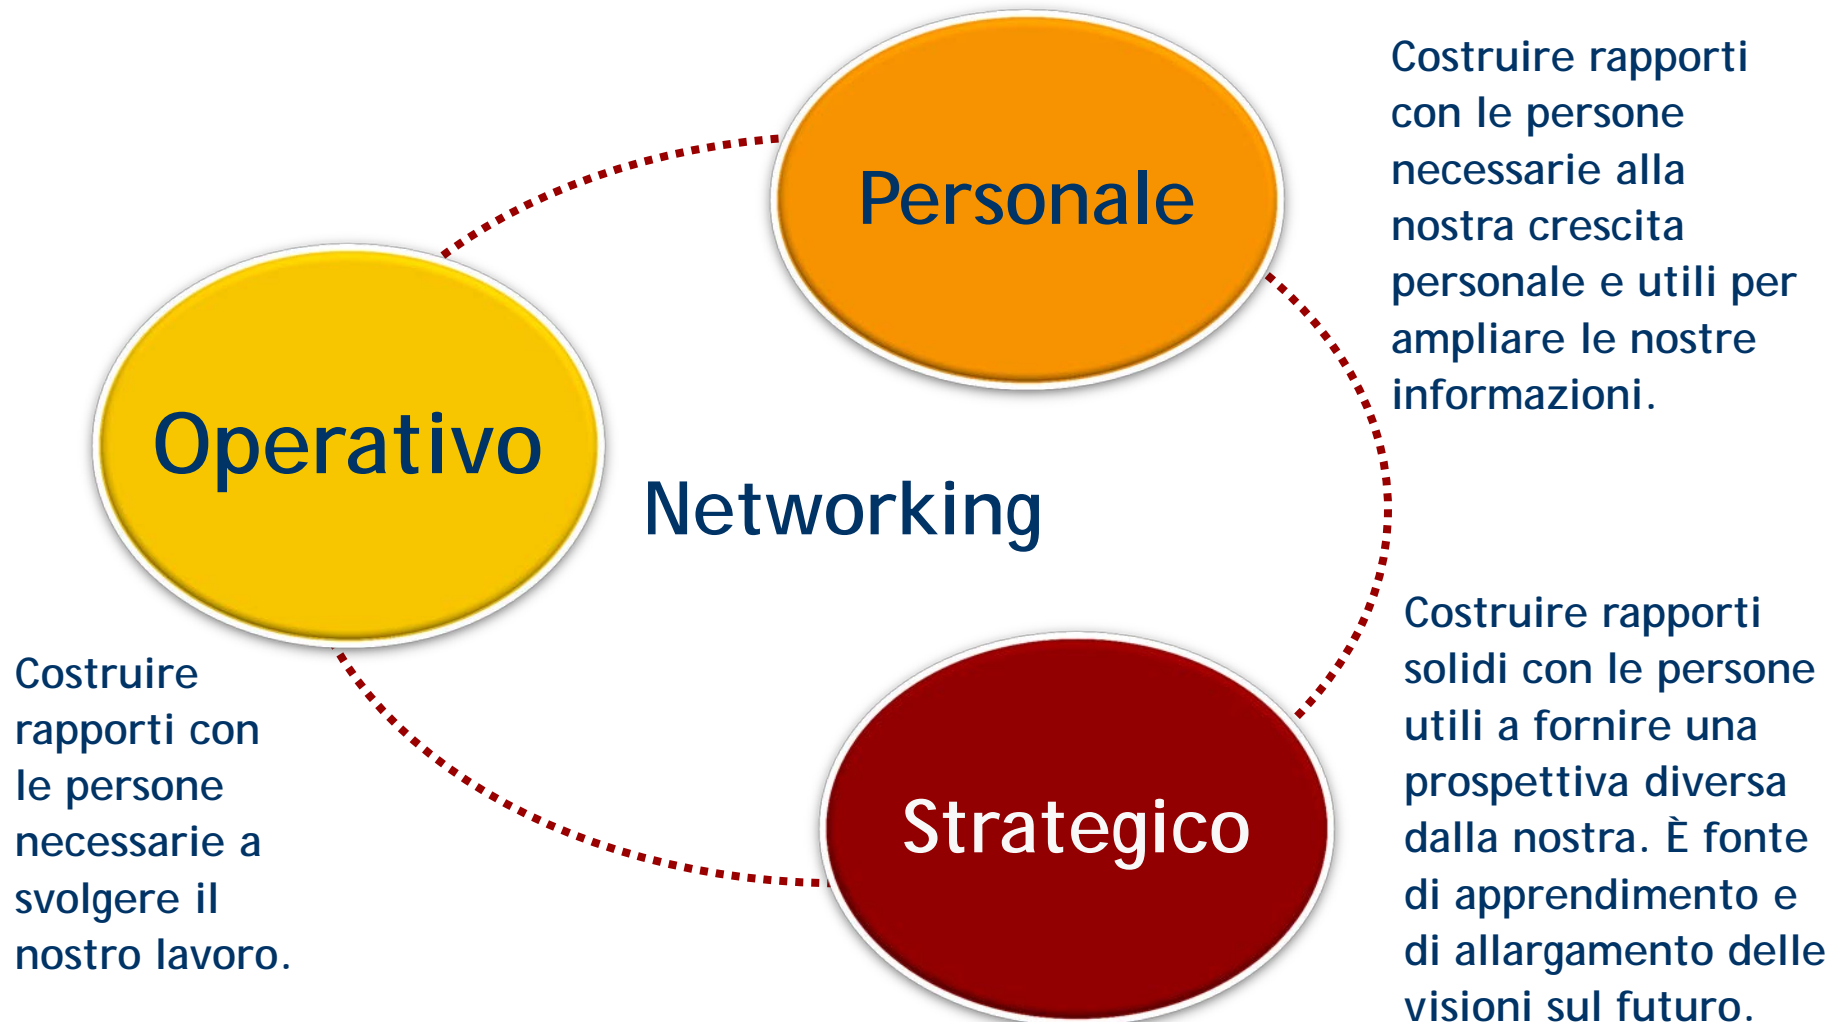 Personale
Costruire rapporti
con le persone
necessarie alla
nostra crescita
personale e utili per
ampliare le nostre
informazioni.
Operativo
Networking
Costruire
rapporti con
le persone
necessarie a
svolgere il
nostro lavoro.
Strategico
Costruire rapporti
solidi con le persone
utili a fornire una
prospettiva diversa
dalla nostra. È fonte
di apprendimento e
di allargamento delle
visioni sul futuro.